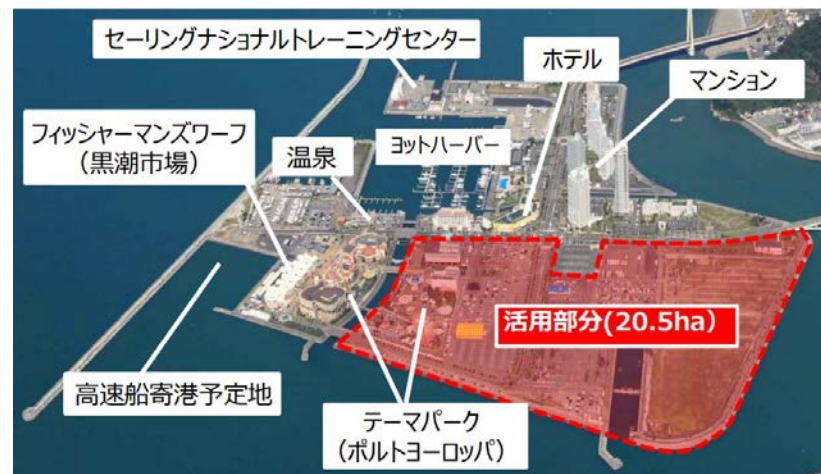 セーリングナショナルトレーニングセンター
ホテル
マンション
フィッシャーマンズワーフ
（黒潮市場）
温泉
ヨットハーバー
活用部分(20.5ha）
高速船寄港予定地
テーマパーク
（ポルトヨーロッパ）